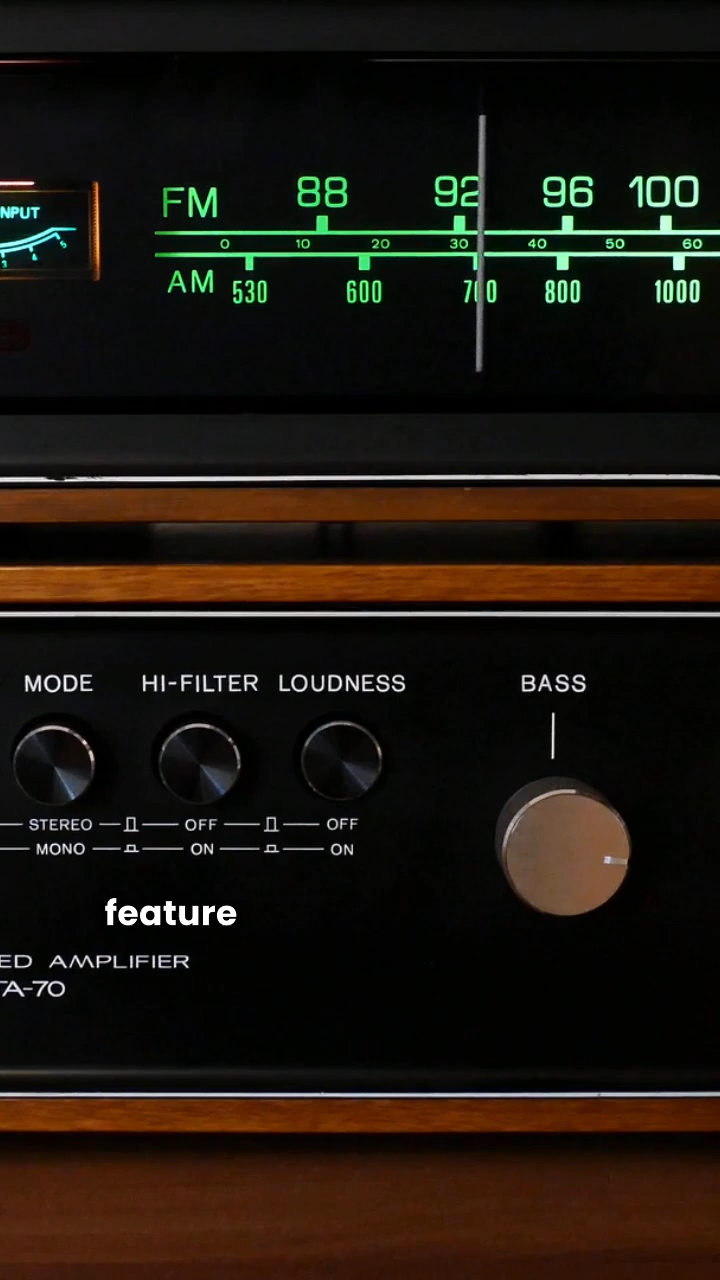 NPUT
FM 88 92 96 100
0 10 20 30 40 50 60
AM 530 600 700 800 1000
MODE HI-FILTER LOUDNESS BASS
STEREO OFF OFF
MONO ON ON
feature
ED AMPLIFIER
TA-70